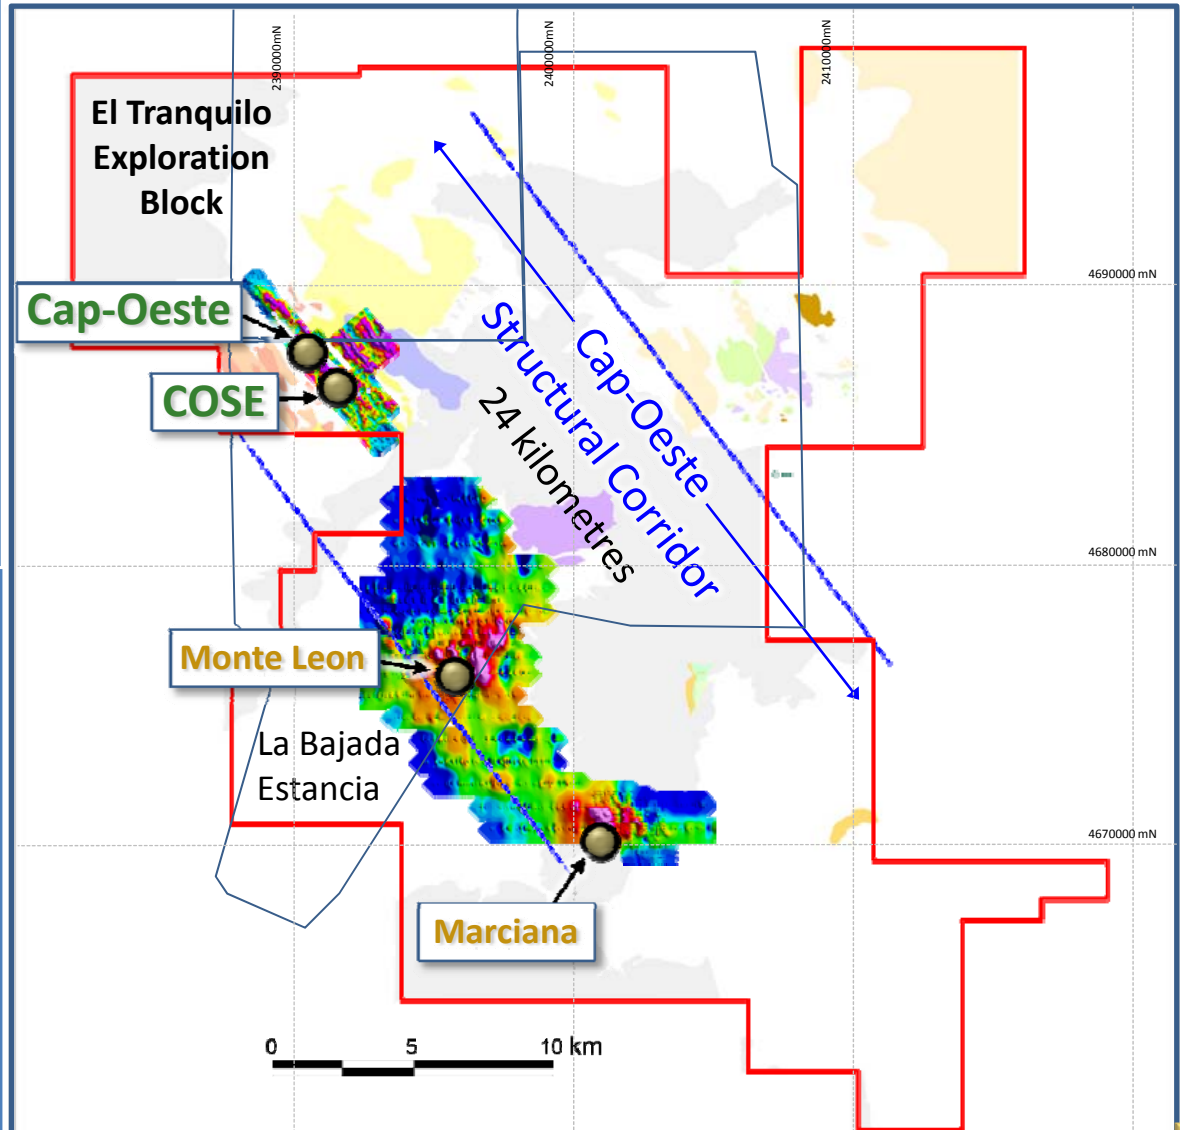 2390000mN
2400000mN
2410000mN
El Tranquilo
Exploration
Block
4690000 mN
Cap-Oeste
COSE
Cap-Oeste
Structural Corridor
24 kilometres
4680000 mN
Monte Leon
La Bajada
Estancia
4670000 mN
Marciana
0 5 10 km